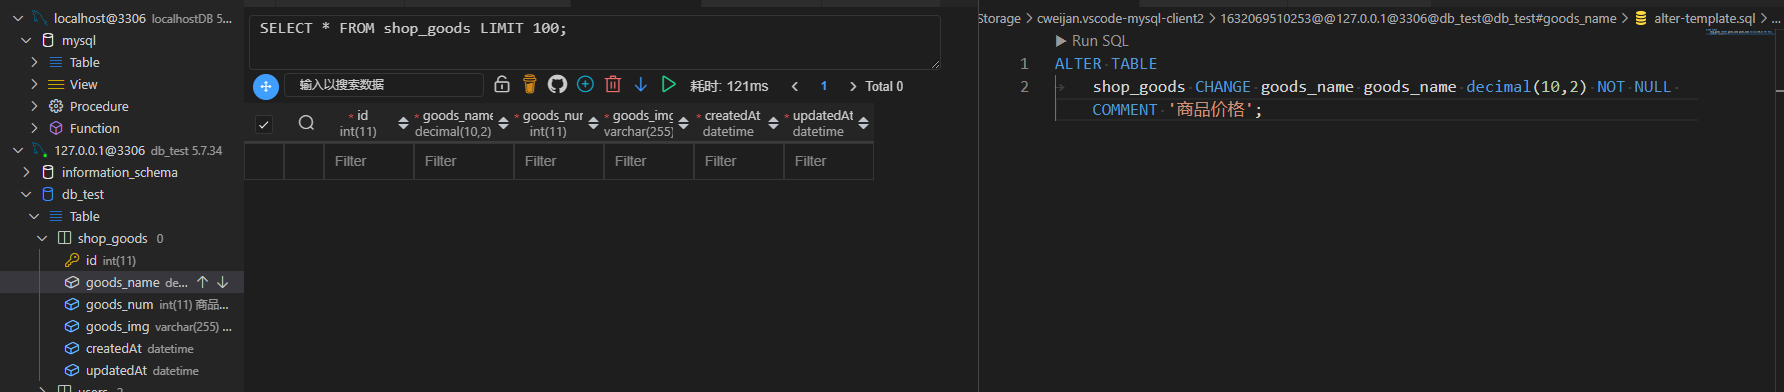 localhost@3306 localhostDB 5...
mysql
Table
View
Procedure
Function
127.0.0.1@3306 db_test 5.7.34
information_schema
db_test
Table
shop_goods 0
id int(11)
goods_name de...
goods_num int(11) 商品...
goods_img varchar(255) ...
createdAt datetime
updatedAt datetime
SELECT * FROM shop_goods LIMIT 100;
输入以搜索数据 耗时: 121ms 1 Total 0
* id * goods_name * goods_num * goods_img * createdAt * updatedAt
int(11) decimal(10,2) int(11) varchar(255) datetime datetime
Filter Filter Filter Filter Filter Filter
Storage > cweijan.vscode-mysql-client2 > 1632069510253@@127.0.0.1@3306@db_test@db_test#goods_name > alter-template.sql > ...
Run SQL
1 ALTER TABLE
2 shop_goods CHANGE goods_name goods_name decimal(10,2) NOT NULL
COMMENT '商品价格';